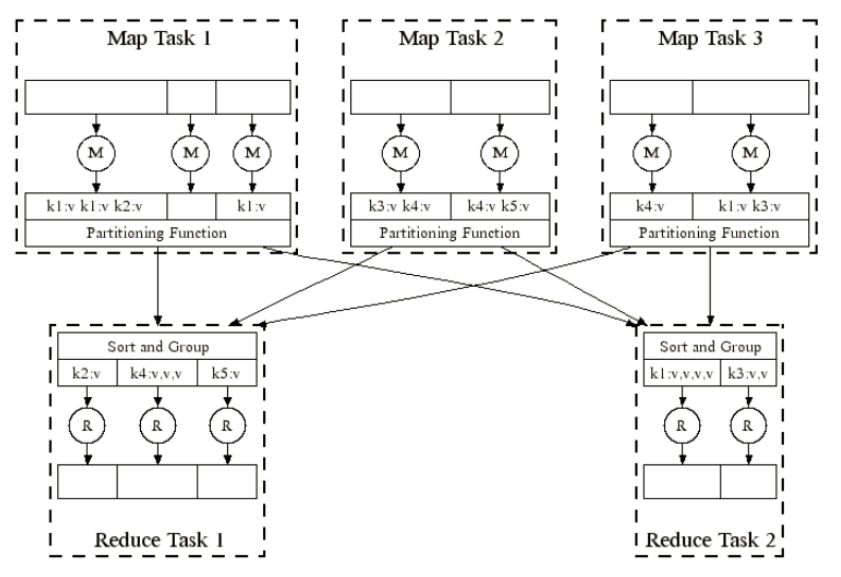 Map Task 1
Map Task 2
Map Task 3
M M M
M M
M M
k1:v k1:v k2:v k1:v
k3:v k4:v k4:v k5:v
k4:v k1:v k3:v
Partitioning Function
Partitioning Function
Partitioning Function
Sort and Group
k2:v k4:v,v,v k5:v
R R R
Reduce Task 1
Sort and Group
k1:v,v,v,v k3:v,v
R R
Reduce Task 2